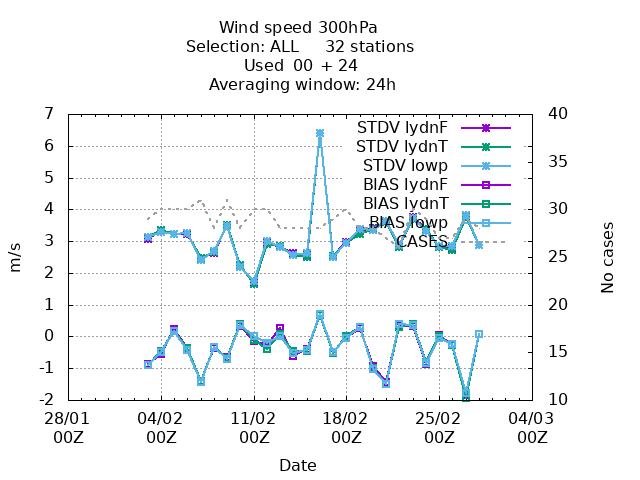 Wind speed 300hPa
Selection: ALL 32 stations
Used 00 + 24
Averaging window: 24h
STDV lydnF
STDV lydnT
STDV lowp
BIAS lydnF
BIAS lydnT
BIAS lowp
CASES
m/s
7
6
5
4
3
2
1
0
-1
-2
No cases
40
35
30
25
20
15
10
28/01 04/02 11/02 18/02 25/02 04/03
00Z 00Z 00Z 00Z 00Z 00Z
Date